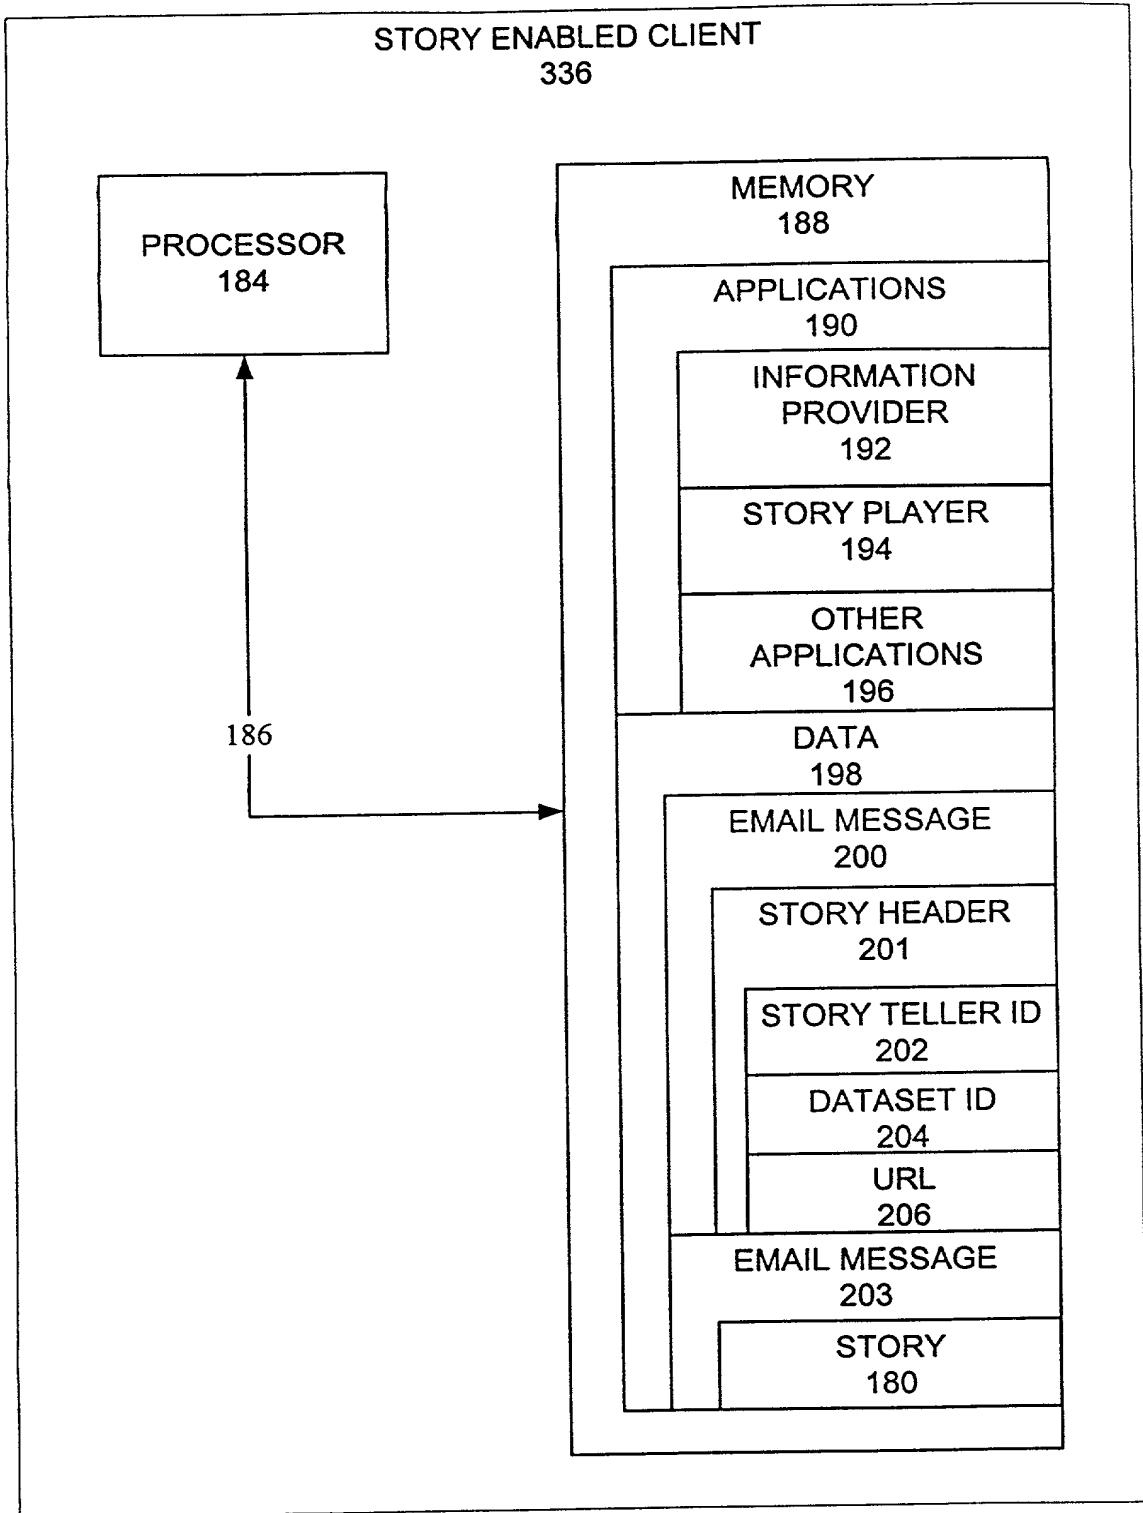 STORY ENABLED CLIENT
336
PROCESSOR
184
186
MEMORY
188
APPLICATIONS
190
INFORMATION
PROVIDER
192
STORY PLAYER
194
OTHER
APPLICATIONS
196
DATA
198
EMAIL MESSAGE
200
STORY HEADER
201
STORY TELLER ID
202
DATASET ID
204
URL
206
EMAIL MESSAGE
203
STORY
180